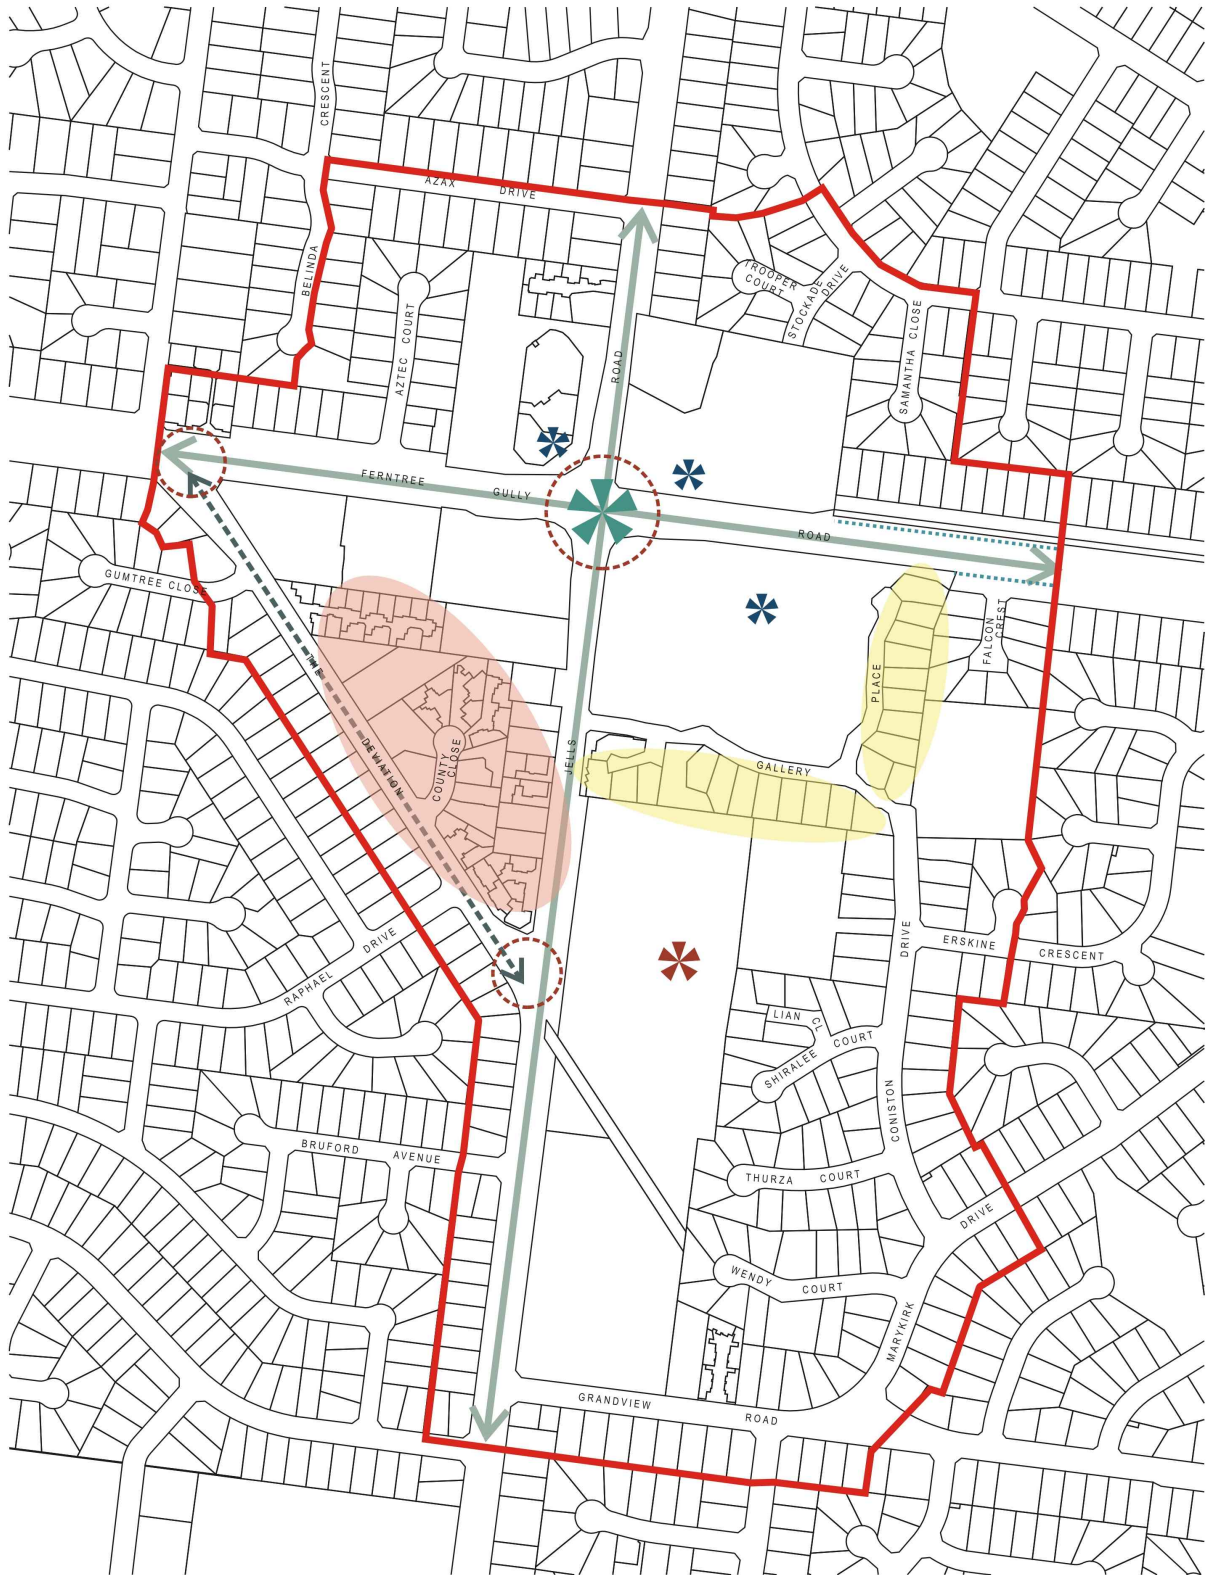 CRESCENT
AZAX DRIVE
BELINDA
TROOPER
COURT
STOCKADE
DRIVE
AZTEC COURT
ROAD
SAMANTHA CLOSE
FERNTREE GULLY ROAD
GUMTREE CLOSE
FALCON
CREST
THE DEVIATION
PLACE
COUNTY
CLOSE
JELLS
GALLERY
RAPHAEL DRIVE
DRIVE
ERSKINE CRESCENT
LIAN CL
SHIRALEE COURT
CONISTON
BRUFORD AVENUE
THURZA COURT
DRIVE
WENDY COURT
MARYKIRK
GRANDVIEW ROAD